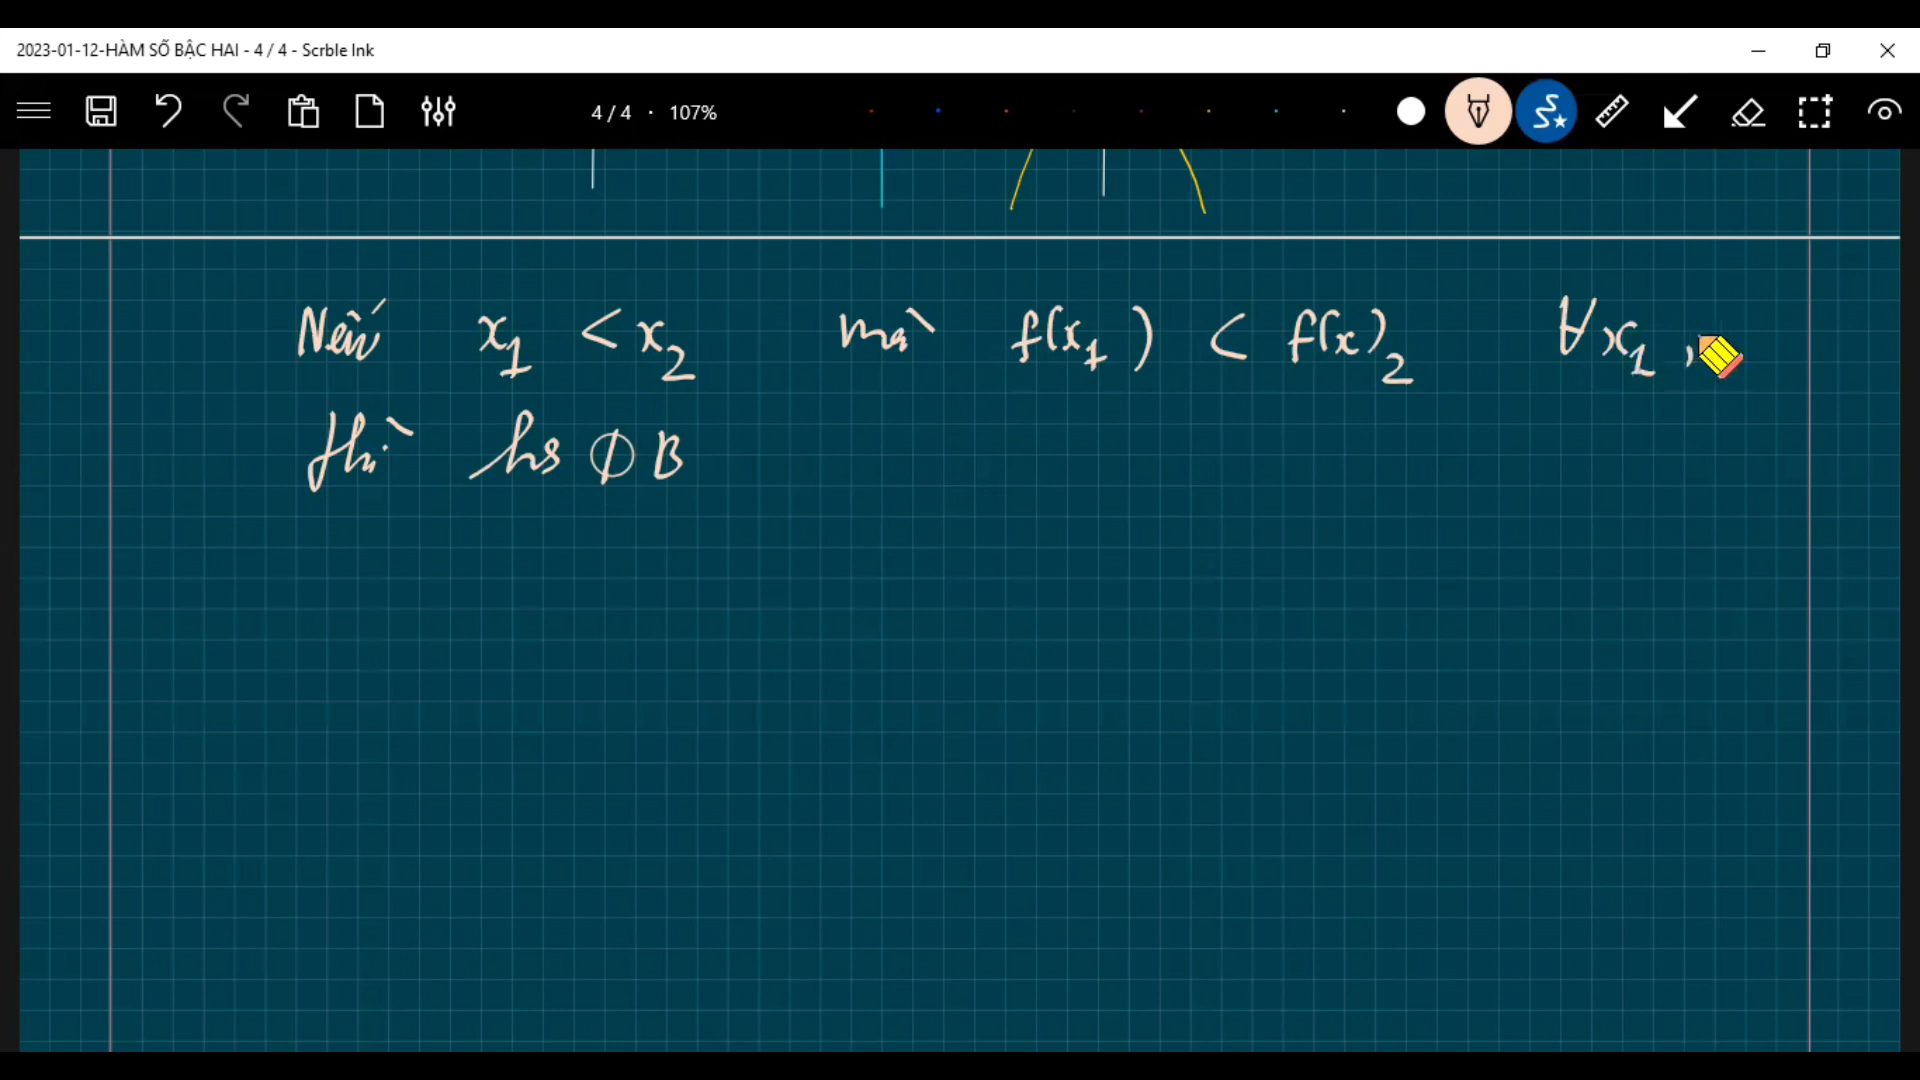 2023-01-12-HÀM SỐ BẬC HAI - 4 / 4 - Scrble Ink
4 / 4 · 107%
Nếu x₁ < x₂ mà f(x₁) < f(x)₂ ∀x₁,
thì hs ĐB